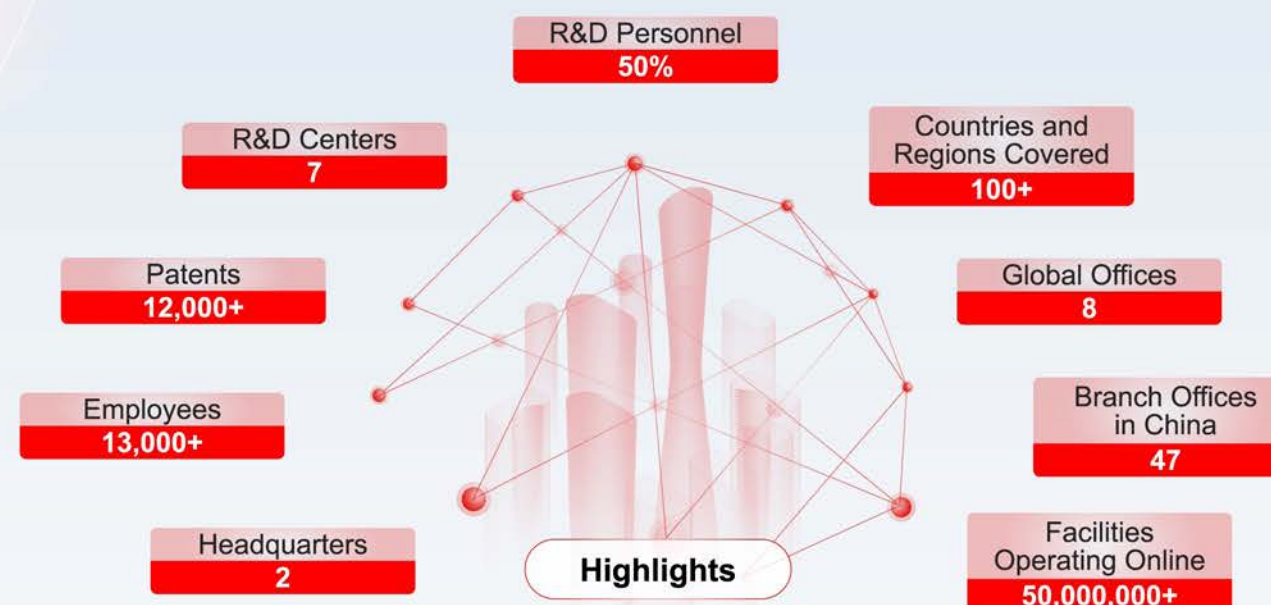 R&D Personnel
50%
R&D Centers
7
Countries and
Regions Covered
100+
Patents
12,000+
Global Offices
8
Employees
13,000+
Branch Offices
in China
47
Headquarters
2
Highlights
Facilities
Operating Online
50,000,000+